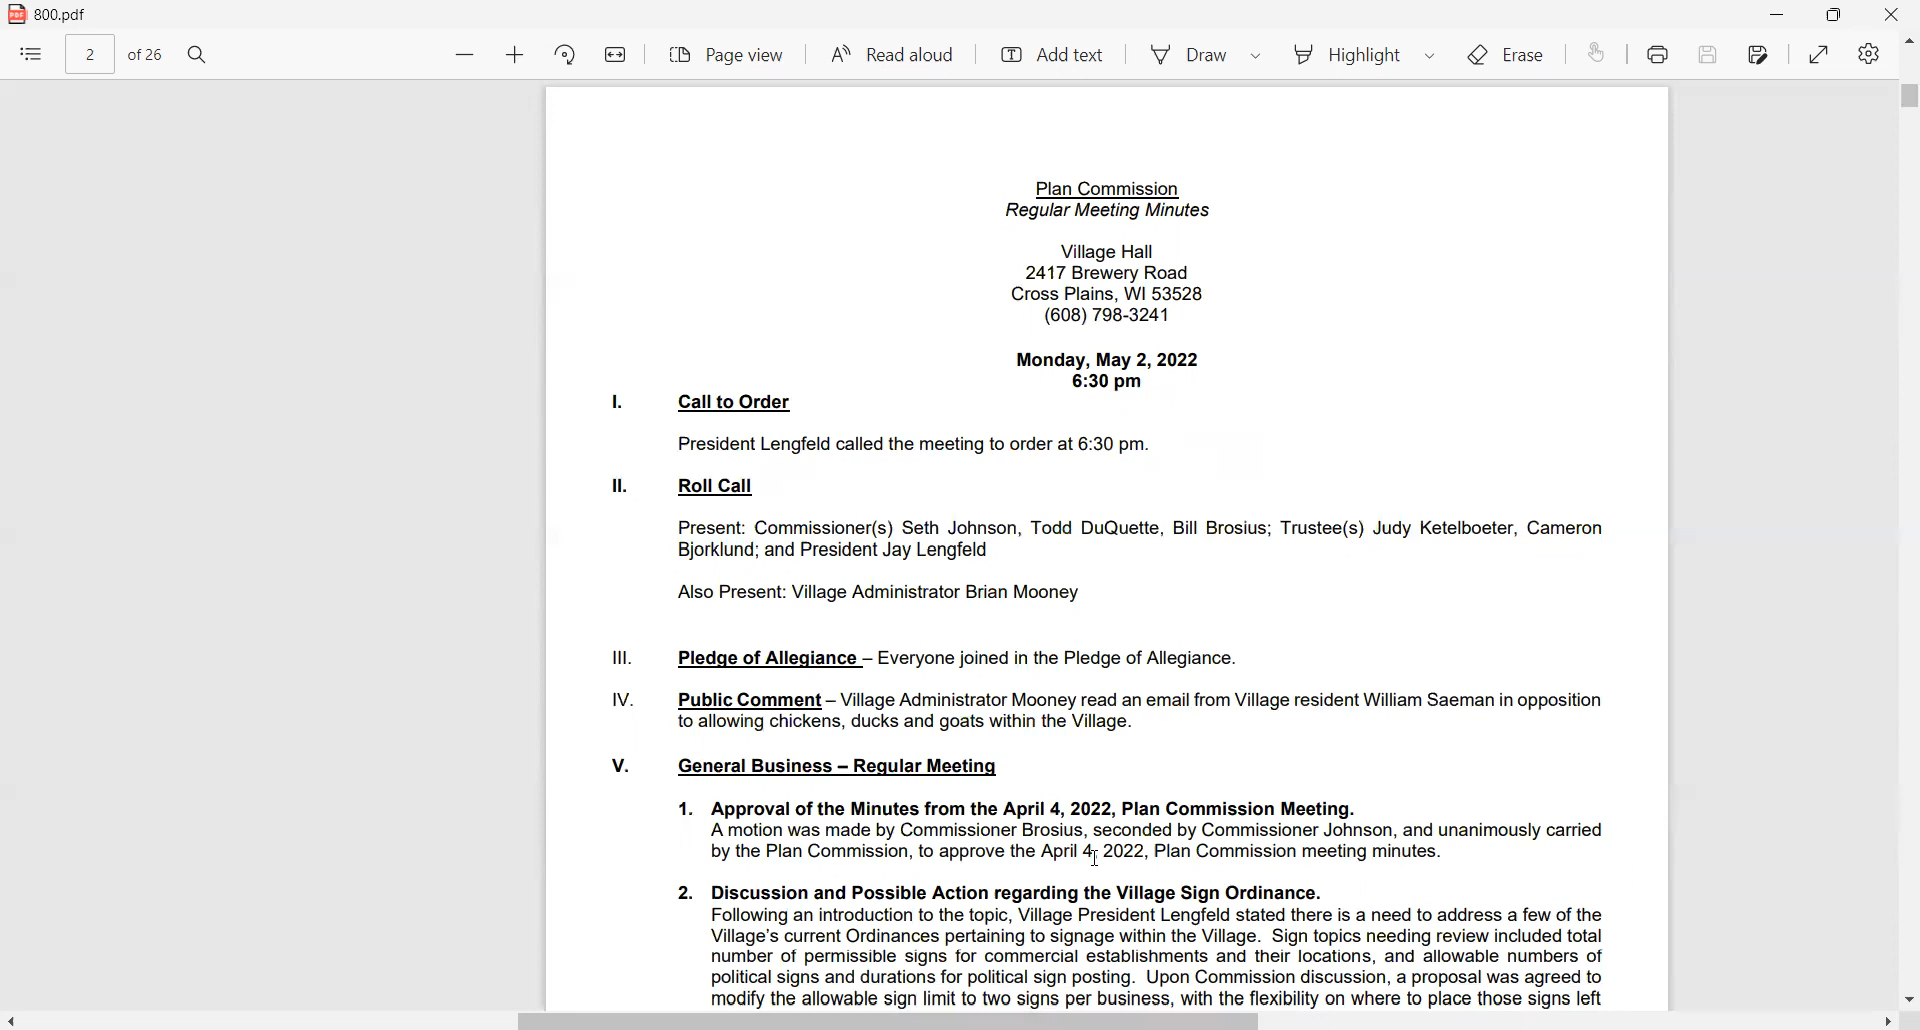 800.pdf
2 of 26 Page view Read aloud Add text Draw Highlight Erase
Plan Commission
Regular Meeting Minutes
Village Hall
2417 Brewery Road
Cross Plains, WI 53528
(608) 798-3241
Monday, May 2, 2022
6:30 pm
I. Call to Order
President Lengfeld called the meeting to order at 6:30 pm.
II. Roll Call
Present: Commissioner(s) Seth Johnson, Todd DuQuette, Bill Brosius; Trustee(s) Judy Ketelboeter, Cameron
Bjorklund; and President Jay Lengfeld
Also Present: Village Administrator Brian Mooney
III. Pledge of Allegiance – Everyone joined in the Pledge of Allegiance.
IV. Public Comment – Village Administrator Mooney read an email from Village resident William Saeman in opposition
to allowing chickens, ducks and goats within the Village.
V. General Business – Regular Meeting
1. Approval of the Minutes from the April 4, 2022, Plan Commission Meeting.
A motion was made by Commissioner Brosius, seconded by Commissioner Johnson, and unanimously carried
by the Plan Commission, to approve the April 4, 2022, Plan Commission meeting minutes.
2. Discussion and Possible Action regarding the Village Sign Ordinance.
Following an introduction to the topic, Village President Lengfeld stated there is a need to address a few of the
Village's current Ordinances pertaining to signage within the Village. Sign topics needing review included total
number of permissible signs for commercial establishments and their locations, and allowable numbers of
political signs and durations for political sign posting. Upon Commission discussion, a proposal was agreed to
modify the allowable sign limit to two signs per business, with the flexibility on where to place those signs left